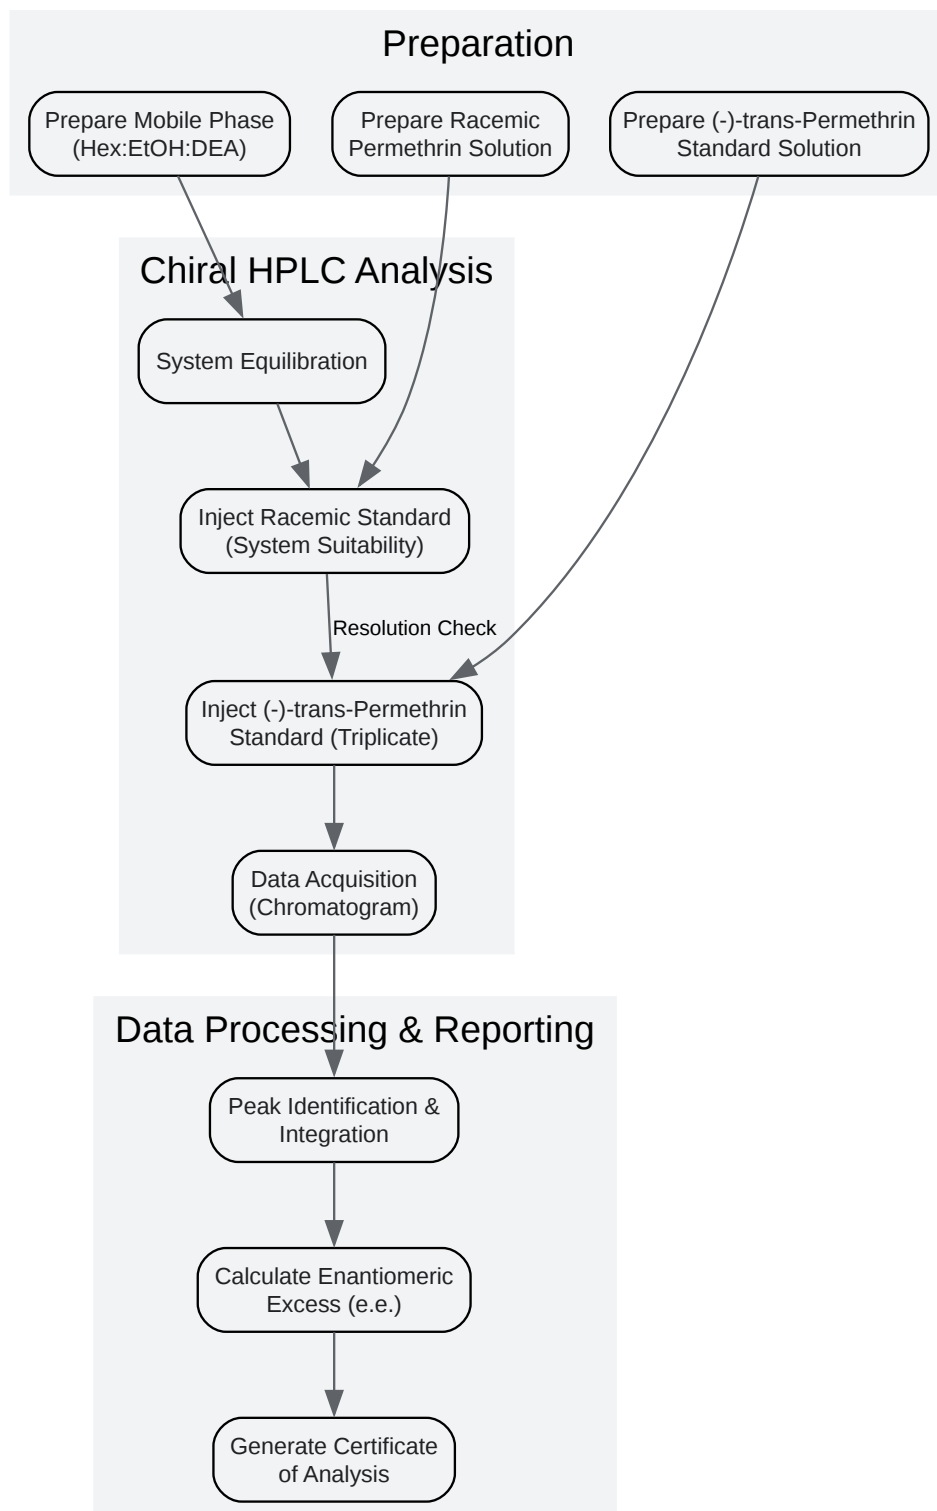 Preparation
Prepare Mobile Phase
(Hex:EtOH:DEA)
Prepare Racemic
Permethrin Solution
Prepare (-)-trans-Permethrin
Standard Solution
Chiral HPLC Analysis
System Equilibration
Inject Racemic Standard
(System Suitability)
Resolution Check
Inject (-)-trans-Permethrin
Standard (Triplicate)
Data Acquisition
(Chromatogram)
Data Processing & Reporting
Peak Identification &
Integration
Calculate Enantiomeric
Excess (e.e.)
Generate Certificate
of Analysis